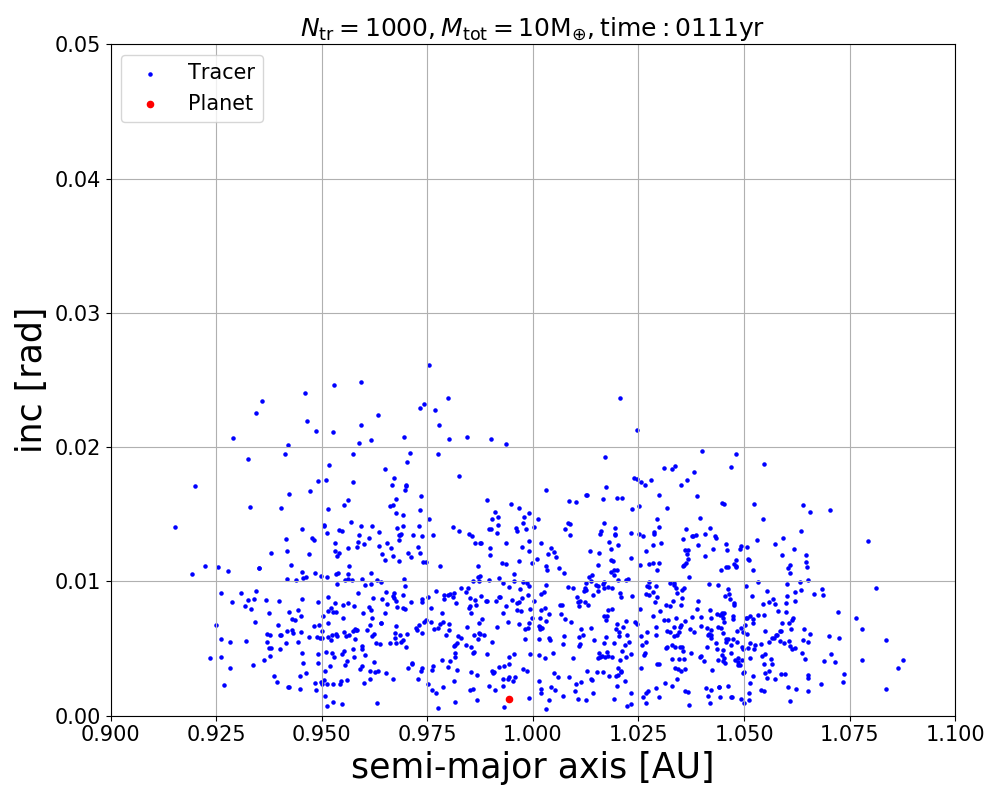 N_tr = 1000, M_tot = 10M_⊕, time : 0111yr
0.05
Tracer
Planet
0.04
0.03
inc [rad]
0.02
0.01
0.00
0.900 0.925 0.950 0.975 1.000 1.025 1.050 1.075 1.100
semi-major axis [AU]